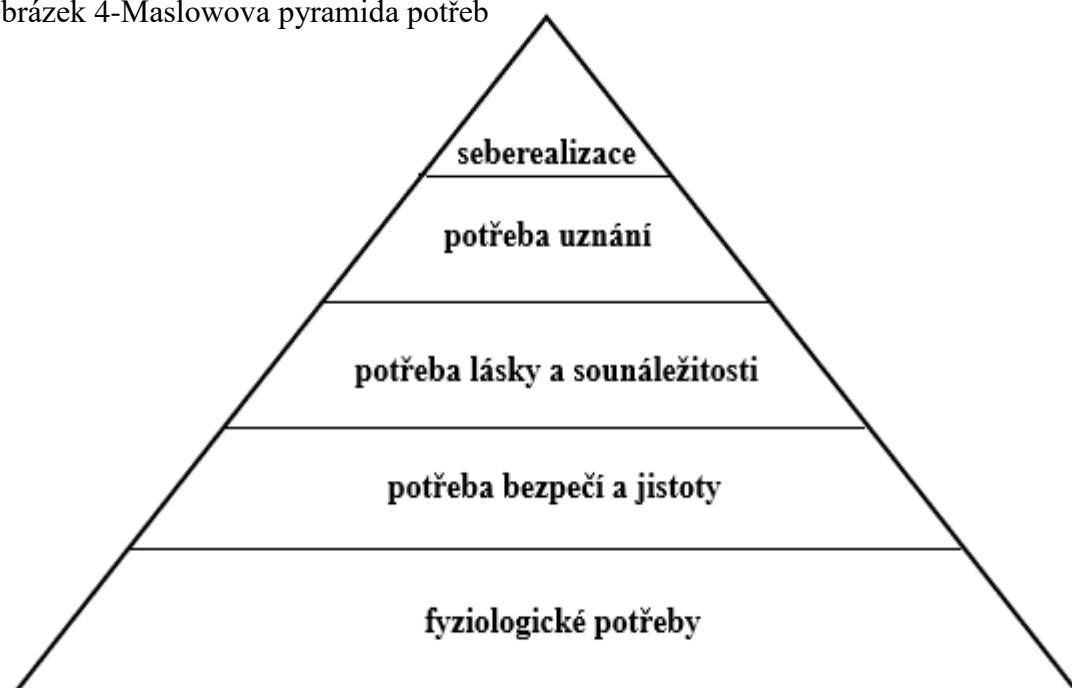 brázek 4-Maslowova pyramida potřeb
seberealizace
potřeba uznání
potřeba lásky a sounáležitosti
potřeba bezpečí a jistoty
fyziologické potřeby